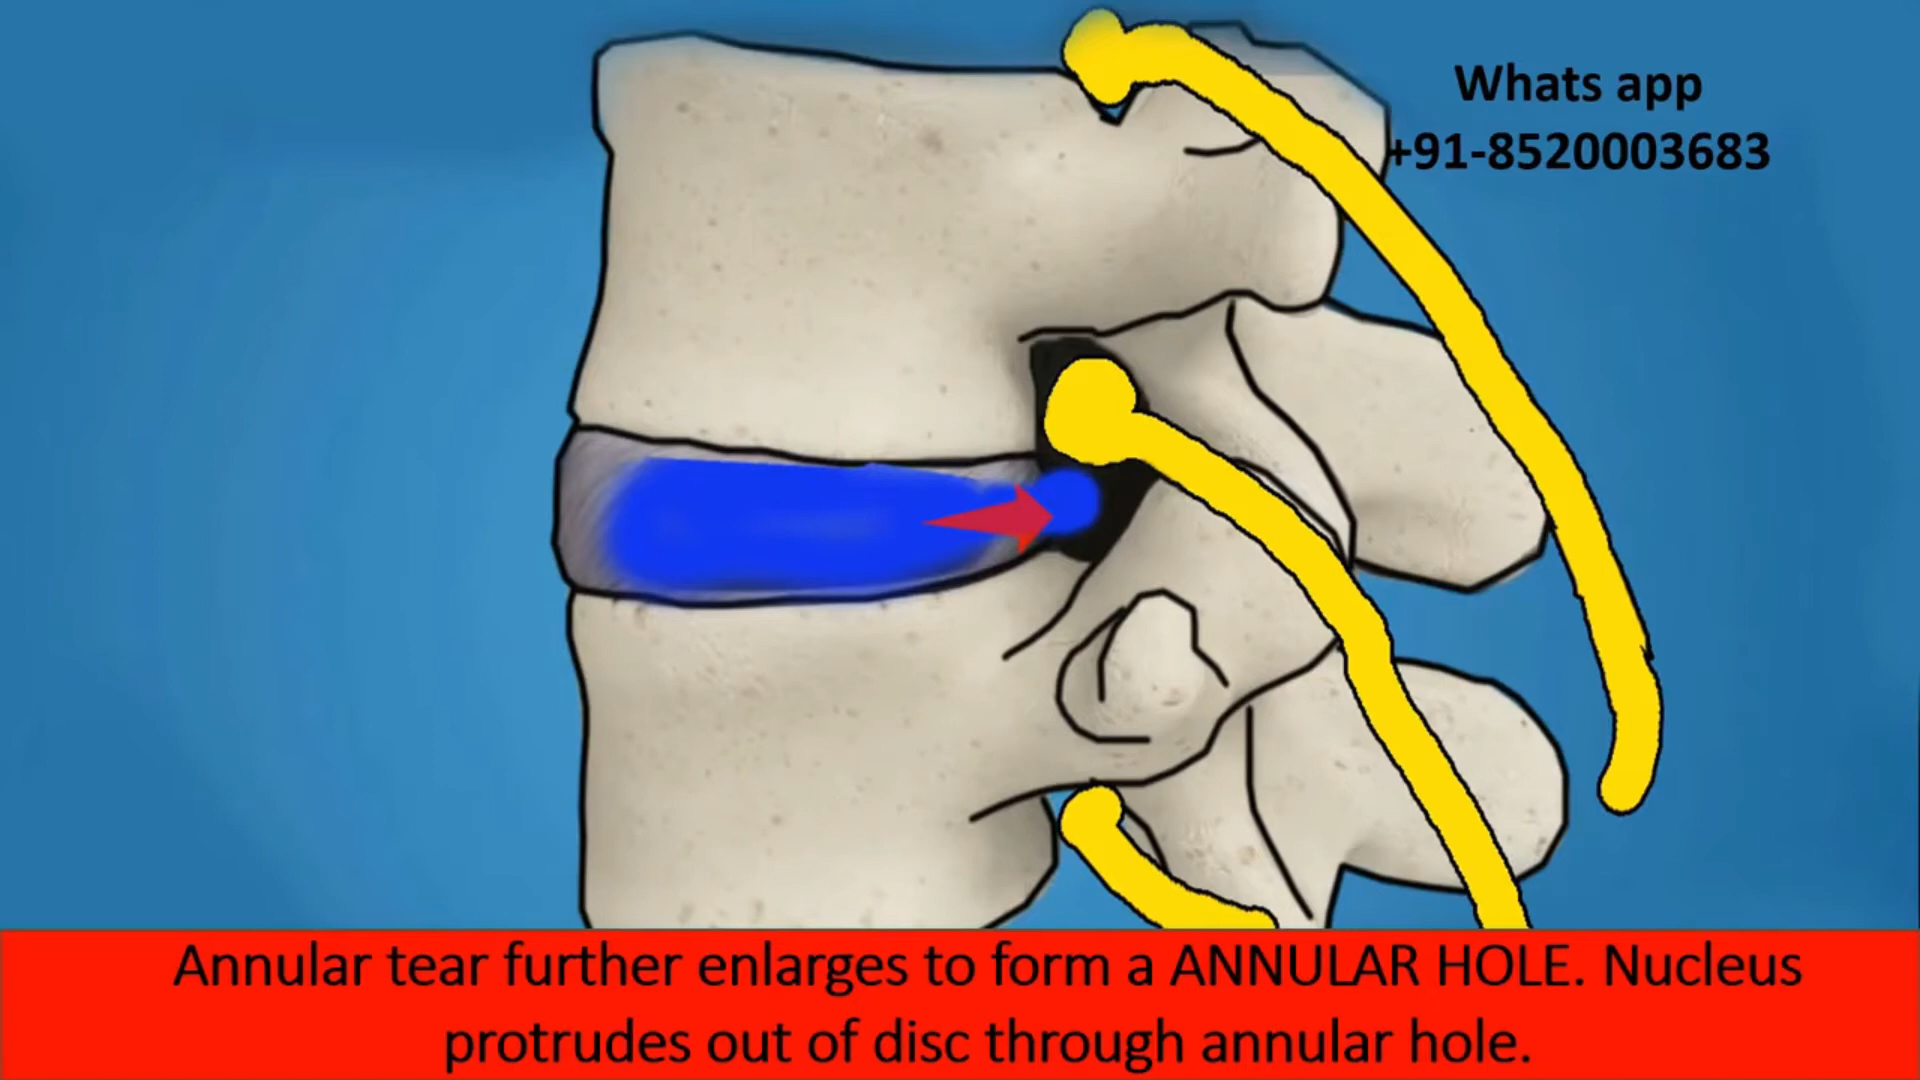 Whats app
+91-8520003683
Annular tear further enlarges to form a ANNULAR HOLE. Nucleus
protrudes out of disc through annular hole.